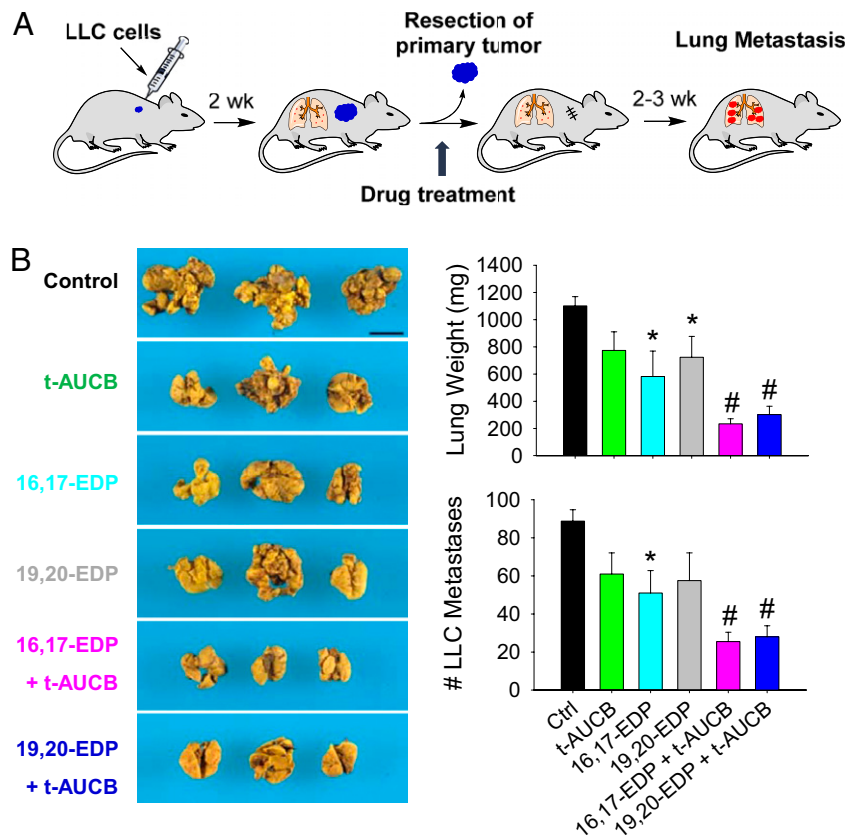 A
LLC cells
2 wk
Resection of
primary tumor
Drug treatment
2-3 wk
Lung Metastasis
B
Control
t-AUCB
16,17-EDP
19,20-EDP
16,17-EDP
+ t-AUCB
19,20-EDP
+ t-AUCB
Lung Weight (mg)
1400
1200
1000
800
600
400
200
0
*
*
#
#
# LLC Metastases
100
80
60
40
20
0
*
#
#
Ctrl
t-AUCB
16,17-EDP
19,20-EDP
16,17-EDP + t-AUCB
19,20-EDP + t-AUCB